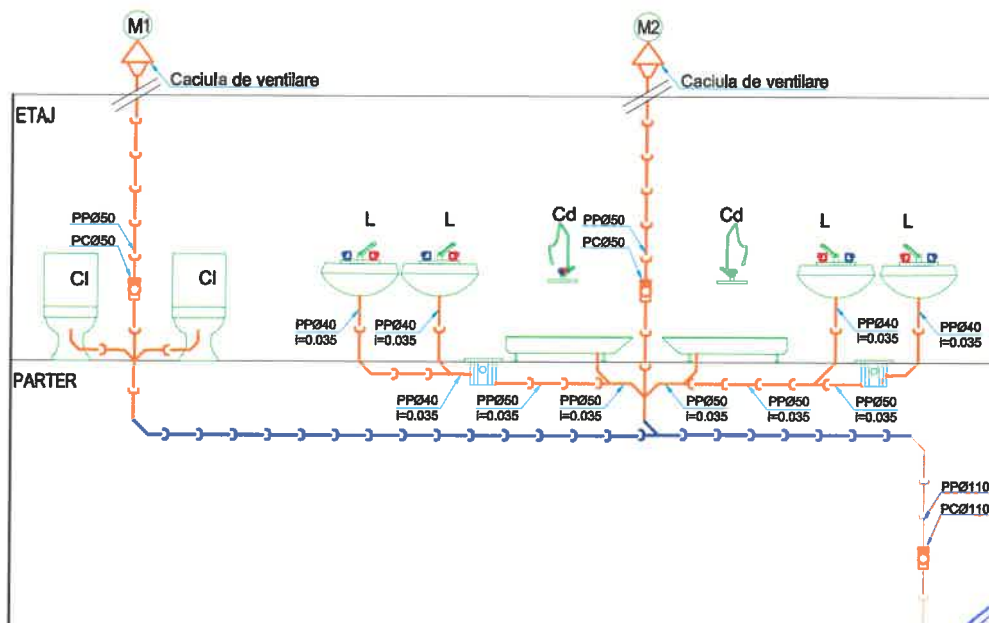 M1
M2
Caciula de ventilare
Caciula de ventilare
ETAJ
PPØ50
PCØ50
L
L
Cd
PPØ50
PCØ50
Cd
L
L
Cl
Cl
PPØ40
i=0.035
PPØ40
i=0.035
PPØ40
i=0.035
PPØ40
i=0.035
PARTER
PPØ40
i=0.035
PPØ50
i=0.035
PPØ50
i=0.035
PPØ50
i=0.035
PPØ50
i=0.035
PPØ50
i=0.035
PPØ110
PCØ110